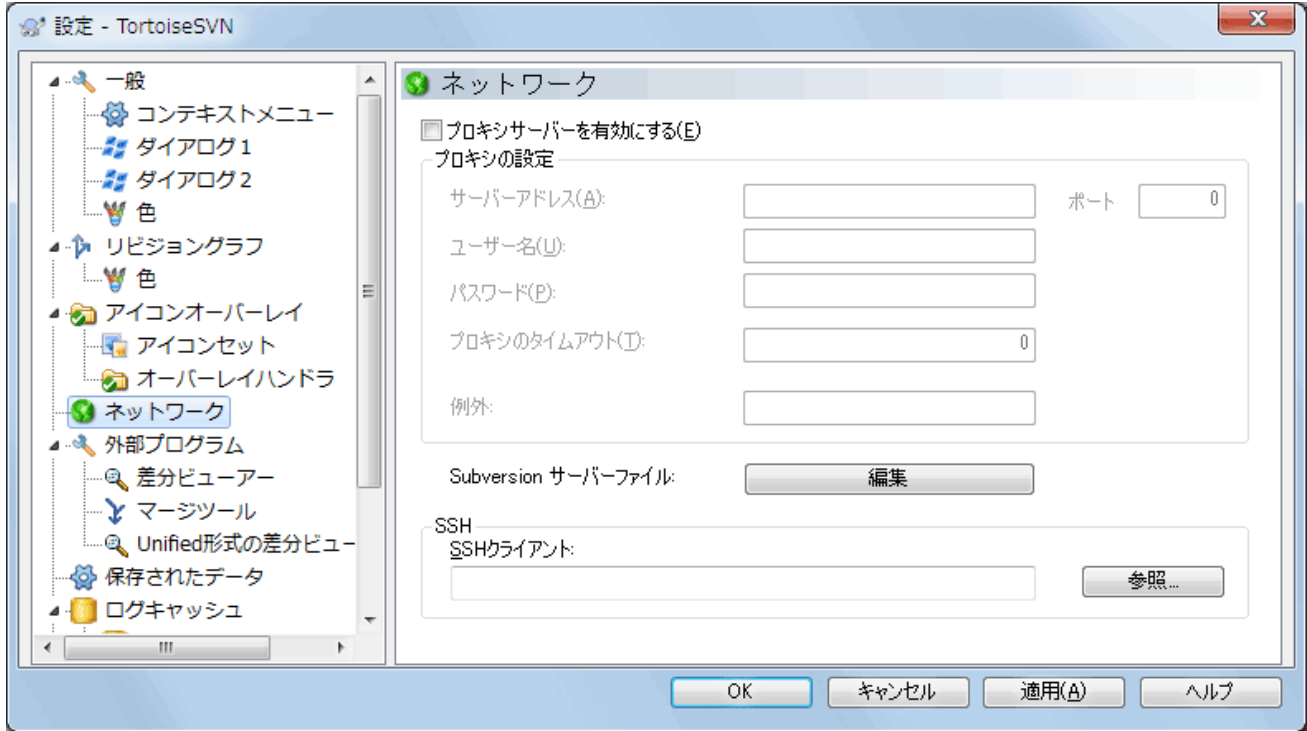 設定 - TortoiseSVN
一般
コンテキストメニュー
ダイアログ1
ダイアログ2
色
リビジョングラフ
色
アイコンオーバーレイ
アイコンセット
オーバーレイハンドラ
ネットワーク
外部プログラム
差分ビューアー
マージツール
Unified形式の差分ビュー
保存されたデータ
ログキャッシュ
ネットワーク
プロキシサーバーを有効にする(E)
プロキシの設定
サーバーアドレス(A):
ポート 0
ユーザー名(U):
パスワード(P):
プロキシのタイムアウト(T): 0
例外:
Subversion サーバーファイル: 編集
SSH
SSHクライアント:
参照...
OK キャンセル 適用(A) ヘルプ